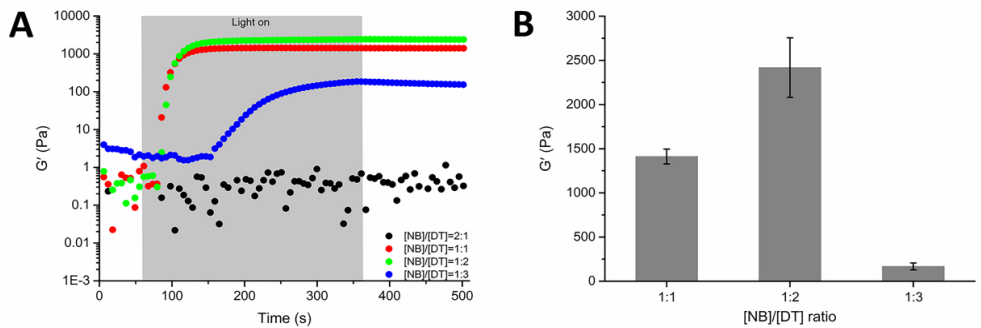 A
Light on
10000
1000
100
10
1
0.1
0.01
1E-3
G′ (Pa)
[NB]/[DT]=2:1
[NB]/[DT]=1:1
[NB]/[DT]=1:2
[NB]/[DT]=1:3
0 100 200 300 400 500
Time (s)
B
3000
2500
2000
1500
1000
500
0
G′ (Pa)
1:1 1:2 1:3
[NB]/[DT] ratio